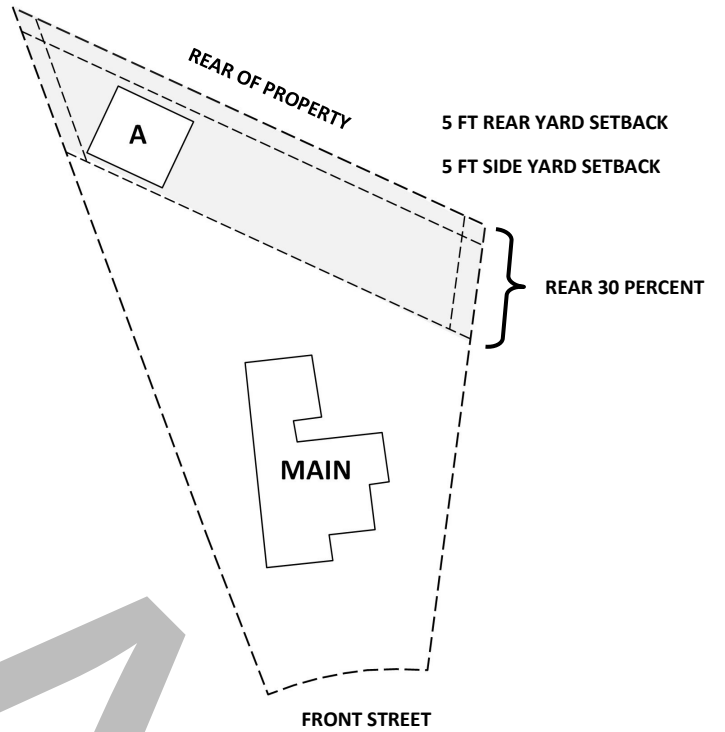 REAR OF PROPERTY
5 FT REAR YARD SETBACK
A
5 FT SIDE YARD SETBACK
REAR 30 PERCENT
MAIN
FRONT STREET